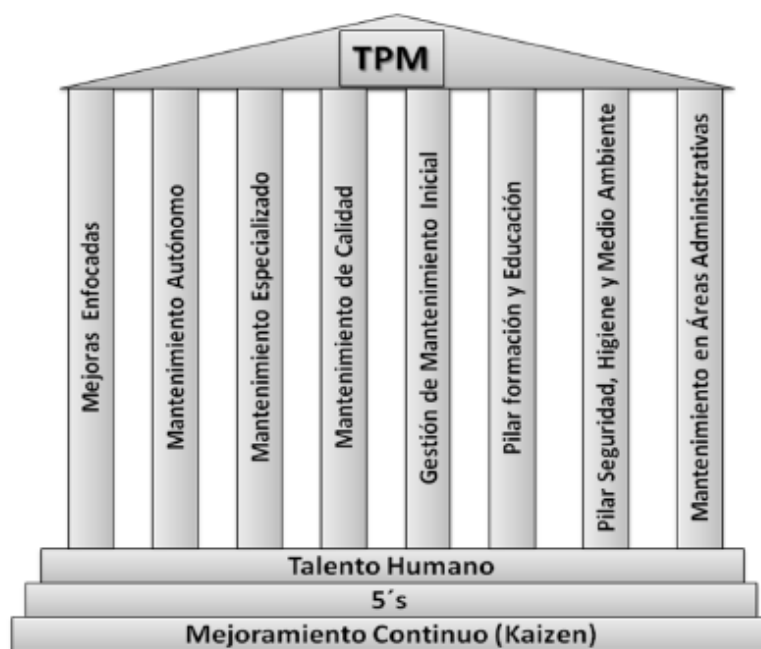 TPM
Mejoras Enfocadas
Mantenimiento Autónomo
Mantenimiento Especializado
Mantenimiento de Calidad
Gestión de Mantenimiento Inicial
Pilar formación y Educación
Pilar Seguridad, Higiene y Medio Ambiente
Mantenimiento en Áreas Administrativas
Talento Humano
5´s
Mejoramiento Continuo (Kaizen)